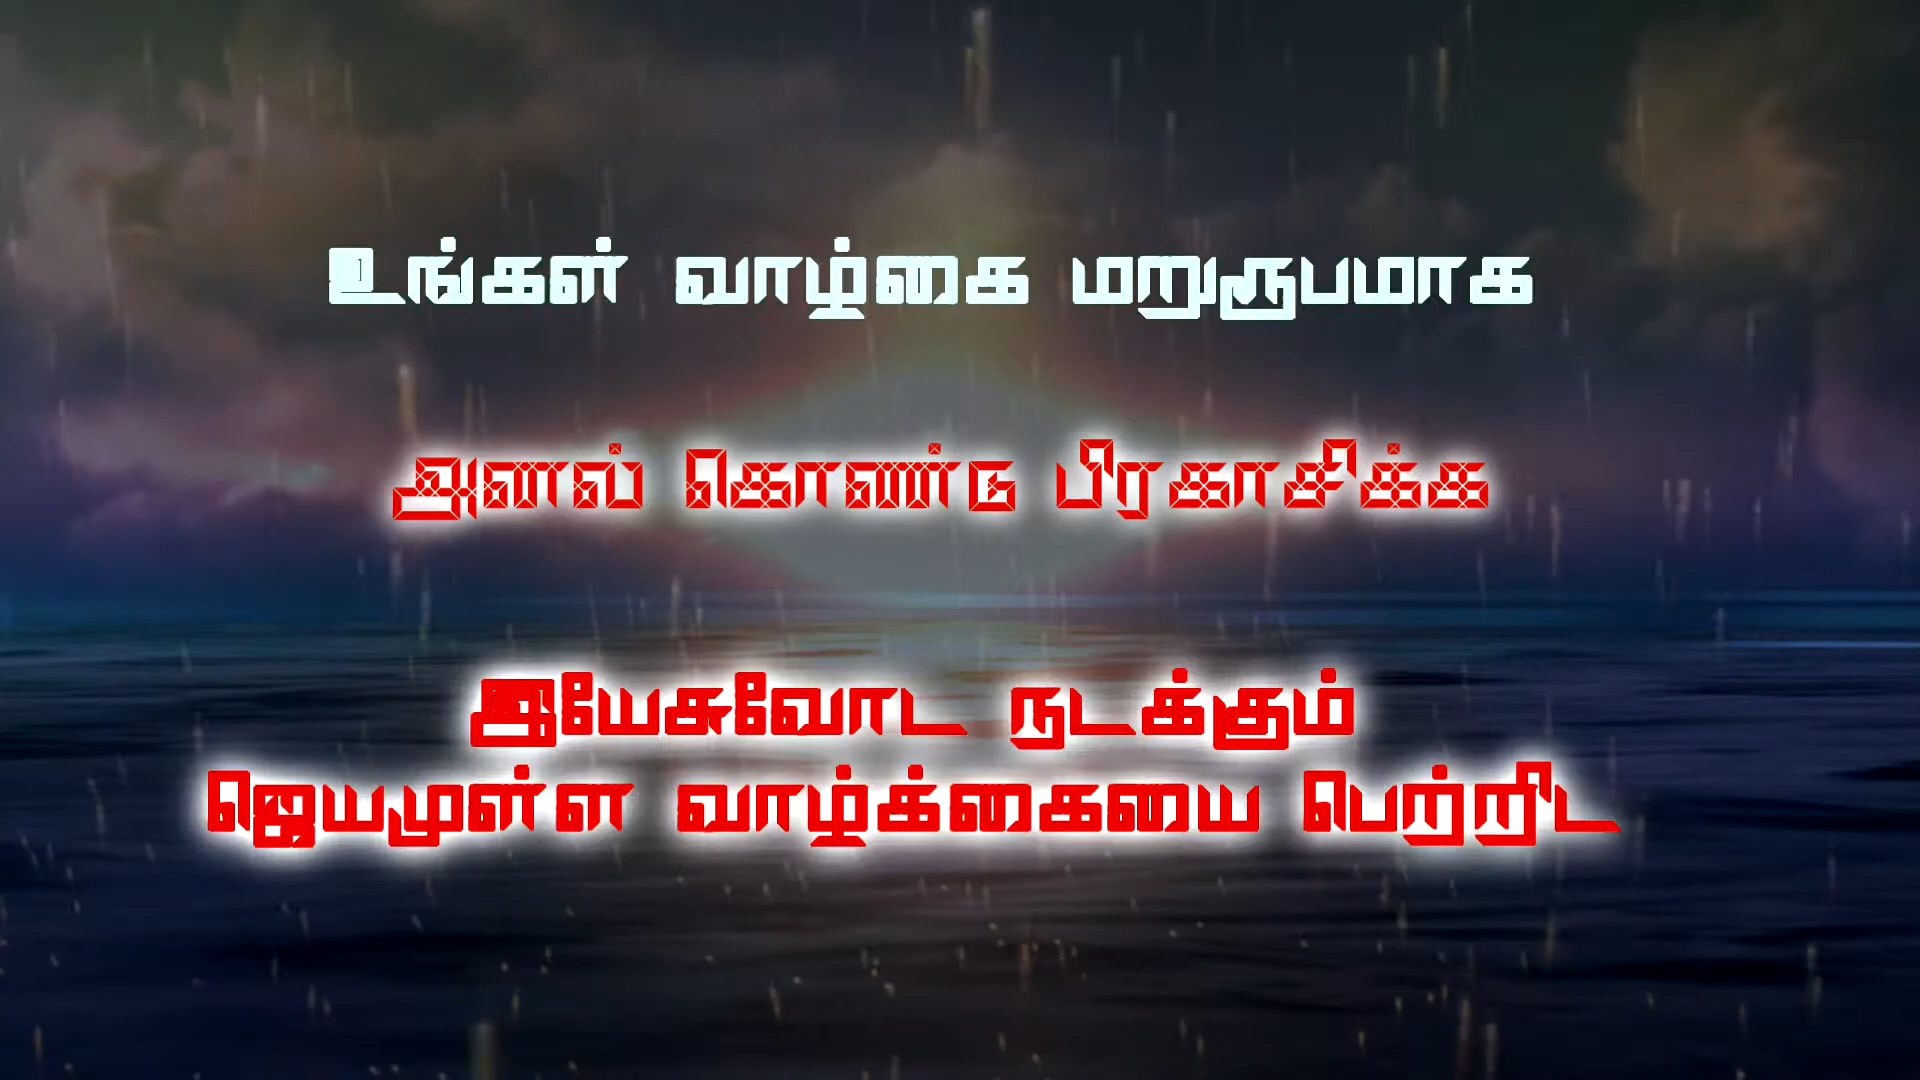 உங்கள் வாழ்கை மறுரூபமாக
அனல் கொண்டு பிரகாசிக்க
இயேசுவோட நடக்கும்
ஜெயமுள்ள வாழ்க்கையை பெற்றிட